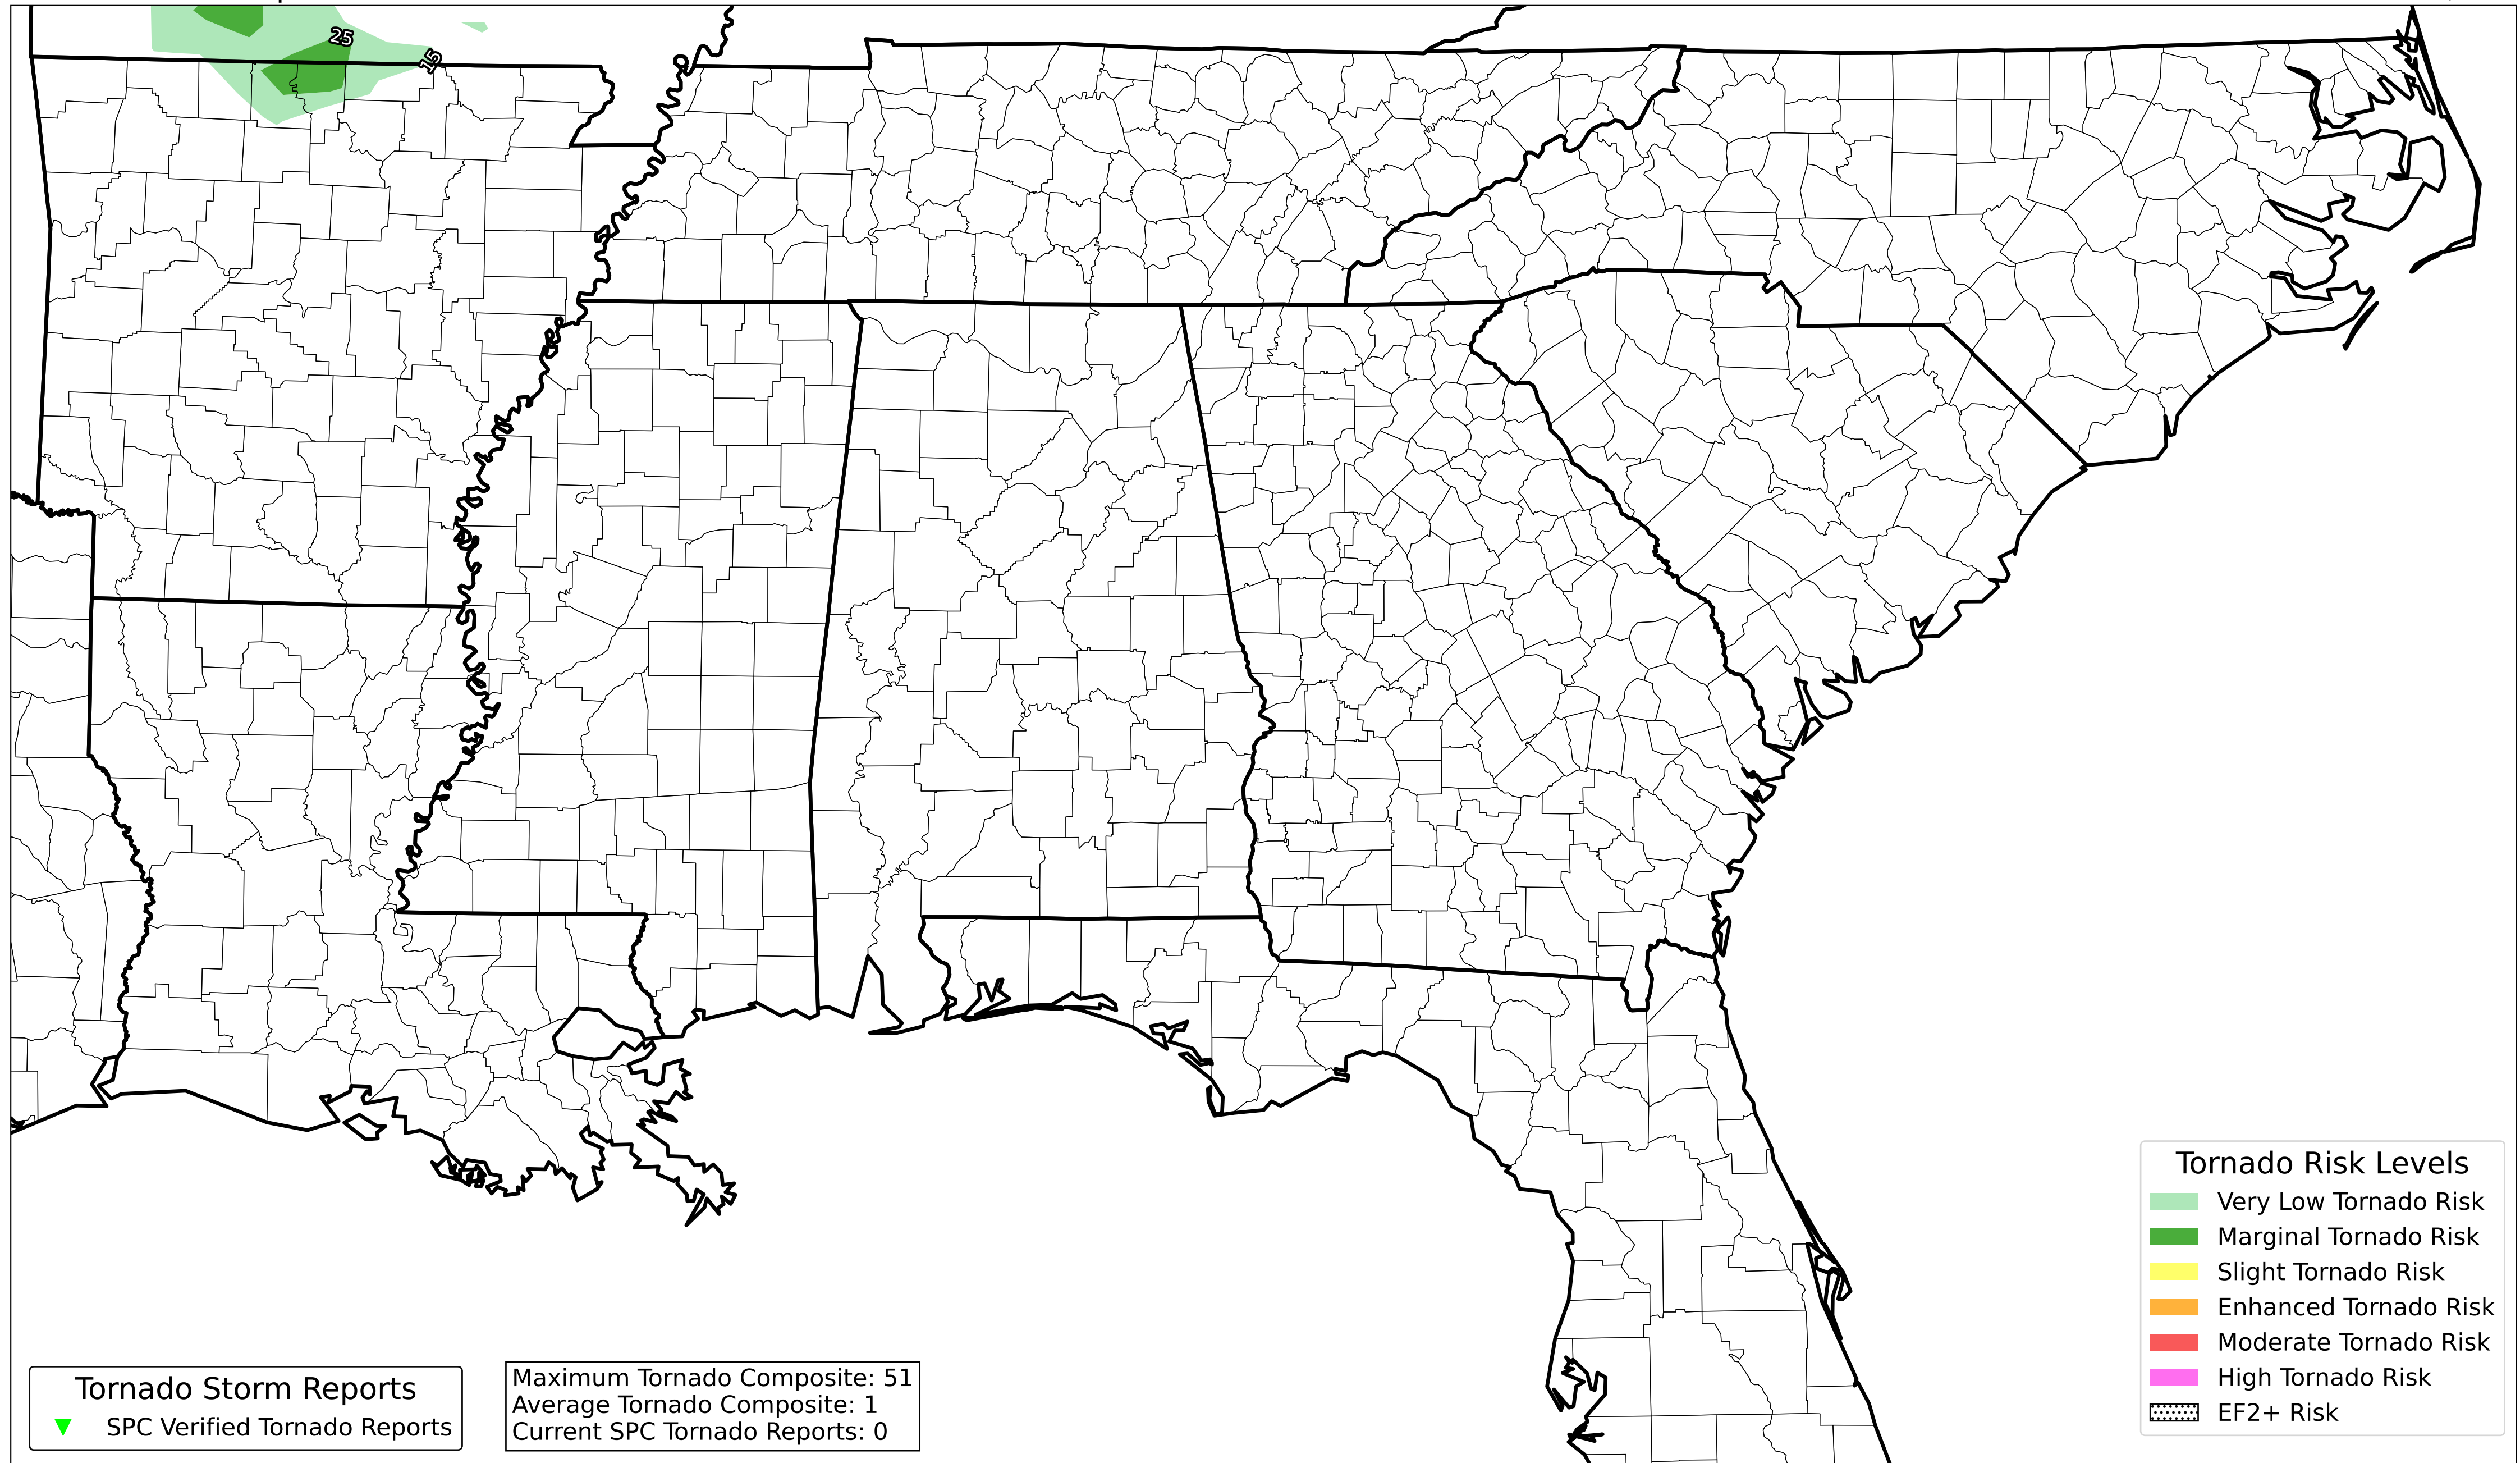 25
15
Tornado Risk Levels
Very Low Tornado Risk
Marginal Tornado Risk
Slight Tornado Risk
Enhanced Tornado Risk
Moderate Tornado Risk
High Tornado Risk
EF2+ Risk
Tornado Storm Reports
SPC Verified Tornado Reports
Maximum Tornado Composite: 51
Average Tornado Composite: 1
Current SPC Tornado Reports: 0